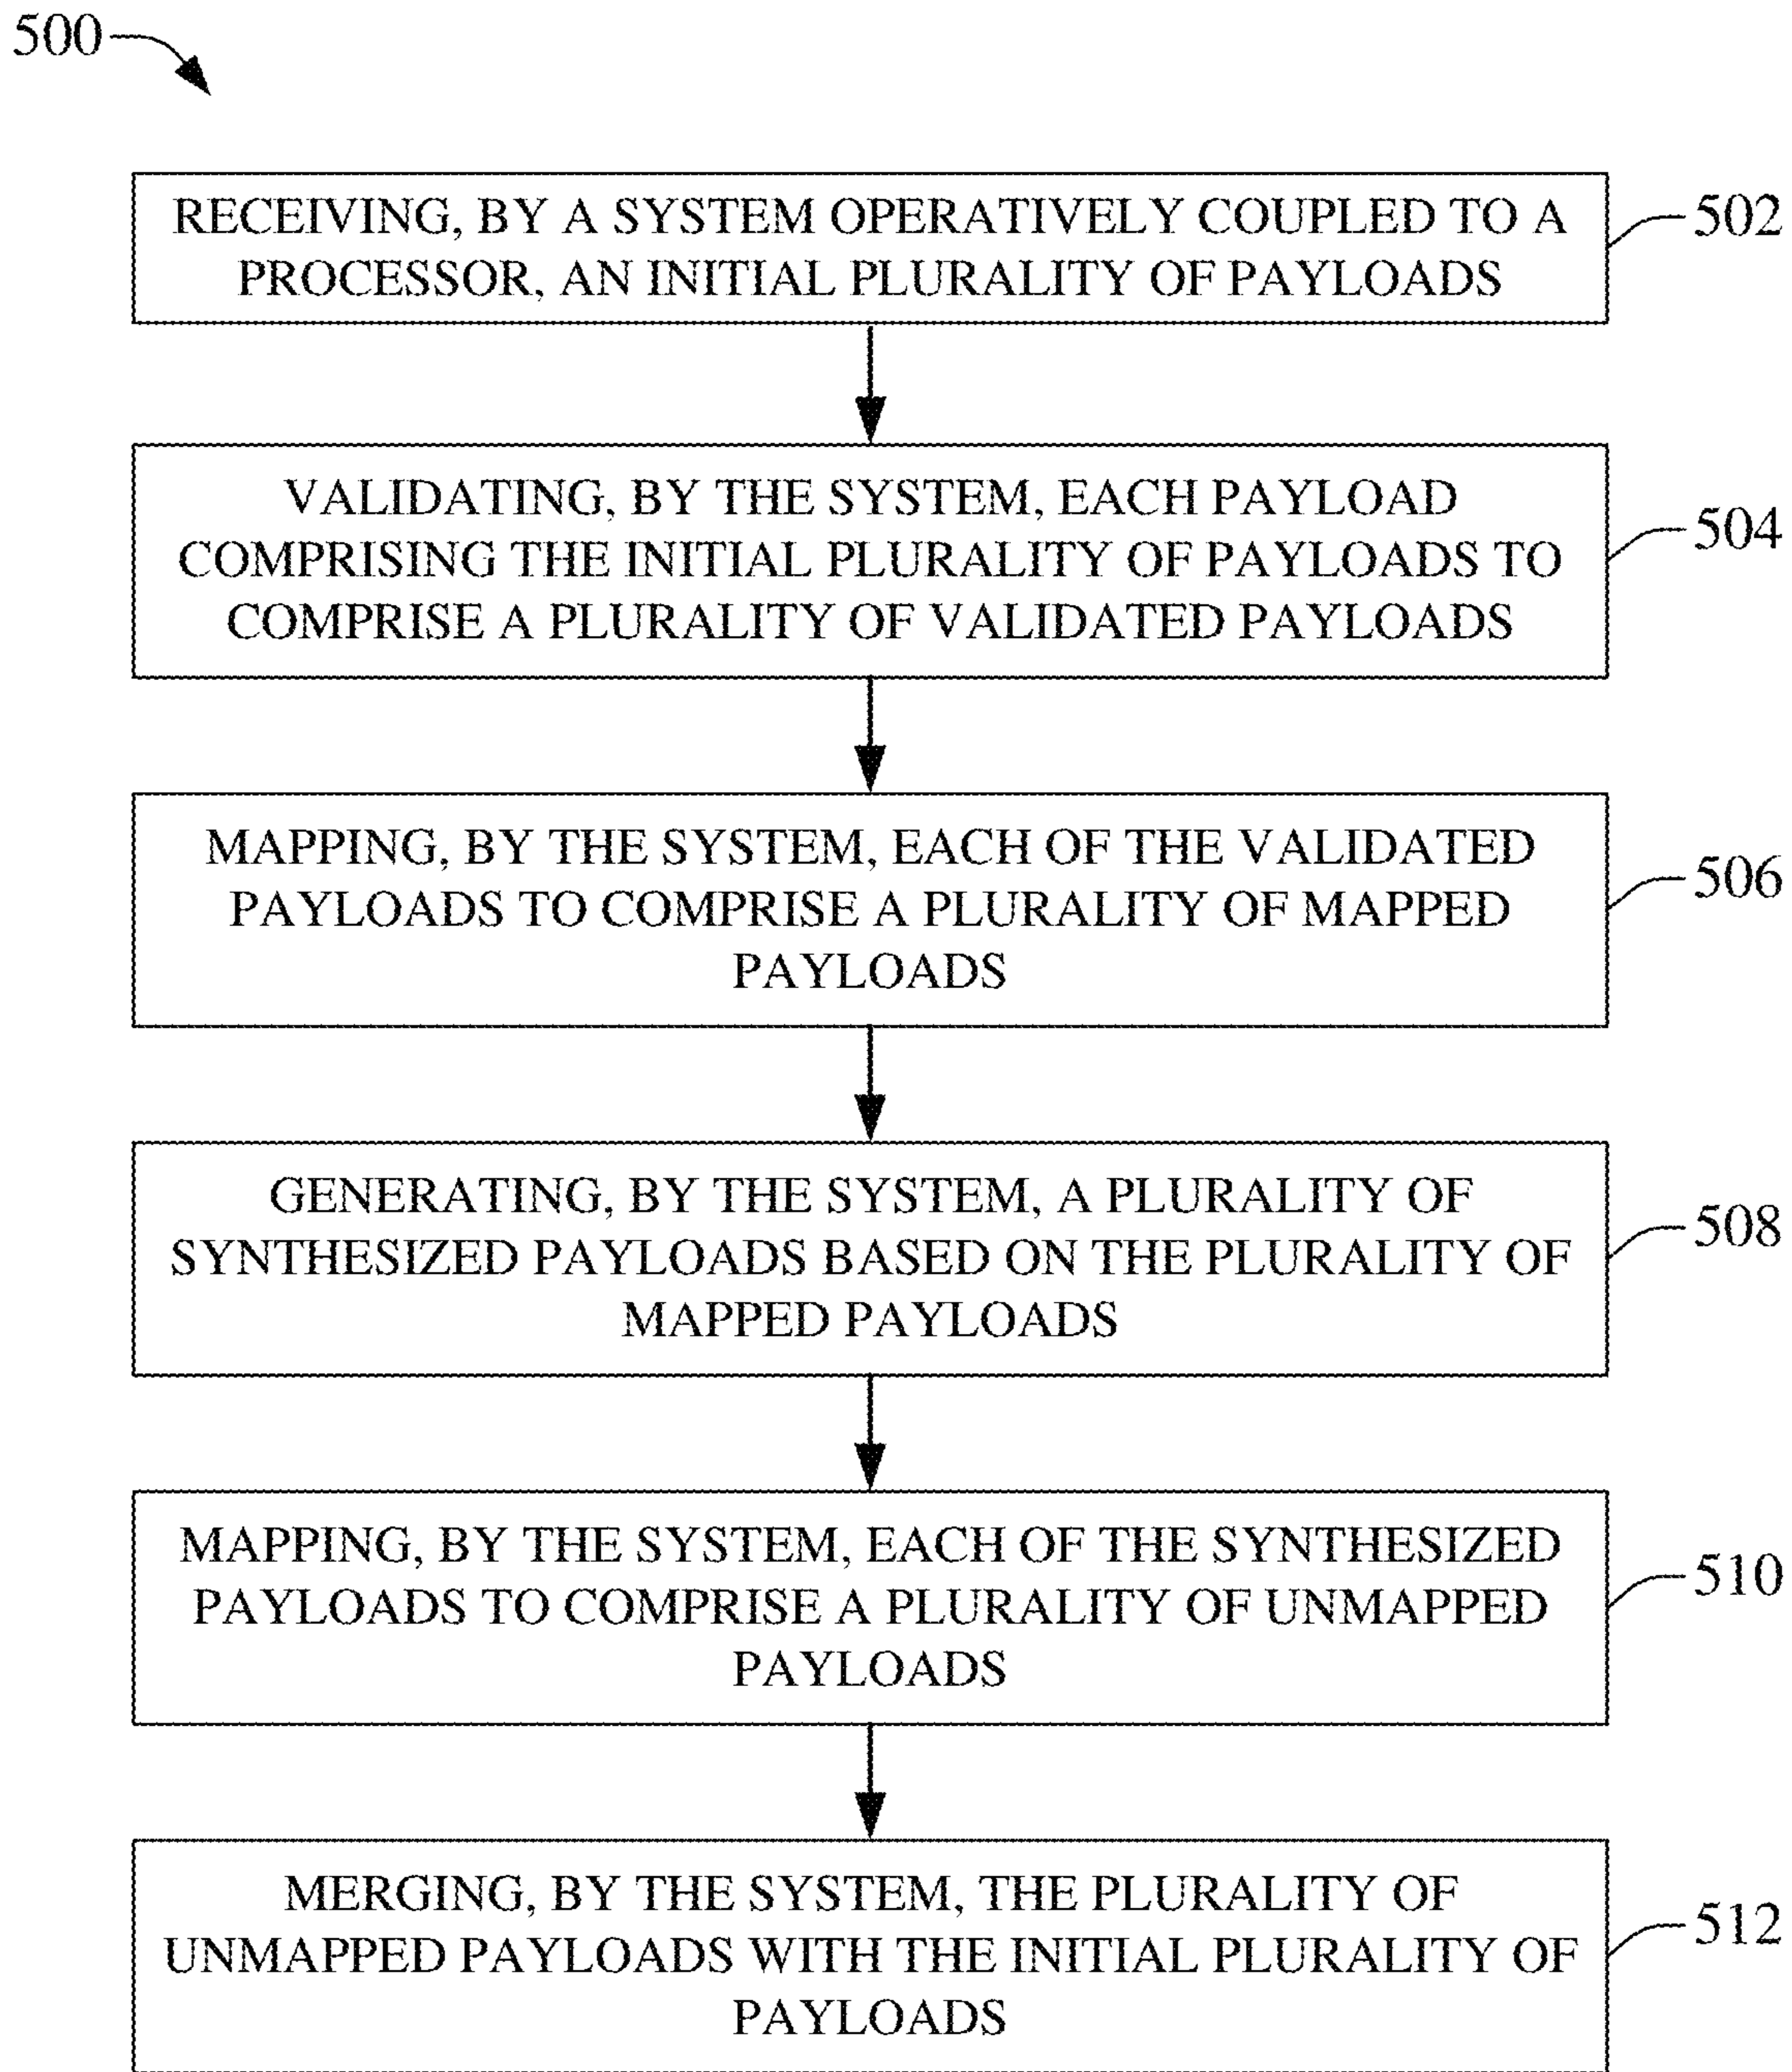 500
RECEIVING, BY A SYSTEM OPERATIVELY COUPLED TO A
PROCESSOR, AN INITIAL PLURALITY OF PAYLOADS
502
VALIDATING, BY THE SYSTEM, EACH PAYLOAD
COMPRISING THE INITIAL PLURALITY OF PAYLOADS TO
COMPRISE A PLURALITY OF VALIDATED PAYLOADS
504
MAPPING, BY THE SYSTEM, EACH OF THE VALIDATED
PAYLOADS TO COMPRISE A PLURALITY OF MAPPED
PAYLOADS
506
GENERATING, BY THE SYSTEM, A PLURALITY OF
SYNTHESIZED PAYLOADS BASED ON THE PLURALITY OF
MAPPED PAYLOADS
508
MAPPING, BY THE SYSTEM, EACH OF THE SYNTHESIZED
PAYLOADS TO COMPRISE A PLURALITY OF UNMAPPED
PAYLOADS
510
MERGING, BY THE SYSTEM, THE PLURALITY OF
UNMAPPED PAYLOADS WITH THE INITIAL PLURALITY OF
PAYLOADS
512